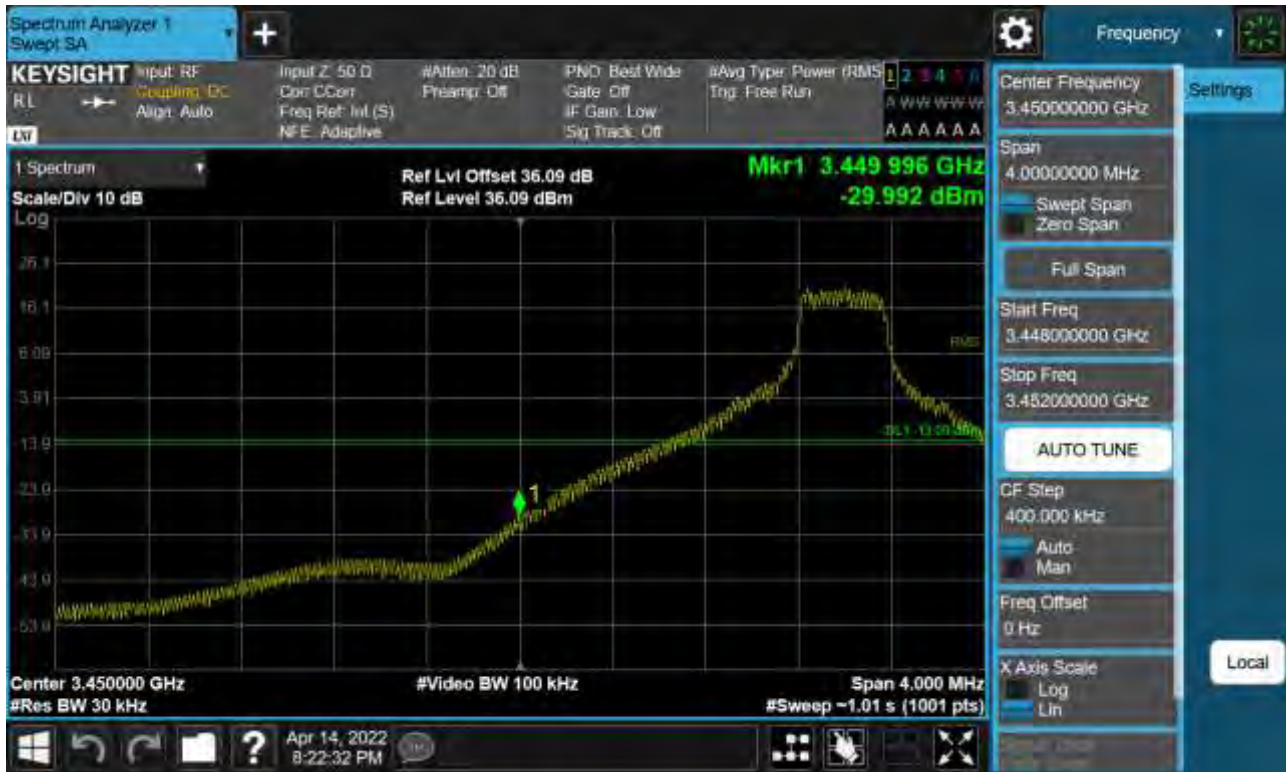 Spectrum Analyzer 1
Swept SA
+
Frequency
KEYSIGHT
RL
Input: RF
Coupling: DC
Align: Auto
Input Z: 50 Ω
Corr CCorr
Freq Ref: Int (S)
NFE: Adaptive
#Atten: 20 dB
Preamp: Off
PNO: Best Wide
Gate: Off
IF Gain: Low
Sig Track: Off
#Avg Type: Power (RMS
Trig: Free Run
1 2 3 4 5 6
A W W W W W
A A A A A A
1 Spectrum
Scale/Div 10 dB
Log
Ref Lvl Offset 36.09 dB
Ref Level 36.09 dBm
Mkr1 3.449 996 GHz
-29.992 dBm
26.1
16.1
6.09
-3.91
-13.9
-23.9
-33.9
-43.9
-53.9
RMS
1
Center 3.450000 GHz
#Res BW 30 kHz
#Video BW 100 kHz
Span 4.000 MHz
#Sweep ~1.01 s (1001 pts)
Center Frequency
3.450000000 GHz
Settings
Span
4.00000000 MHz
Swept Span
Zero Span
Full Span
Start Freq
3.448000000 GHz
Stop Freq
3.452000000 GHz
AUTO TUNE
CF Step
400.000 kHz
Auto
Man
Freq Offset
0 Hz
X Axis Scale
Log
Lin
Local
?
Apr 14, 2022
8:22:32 PM